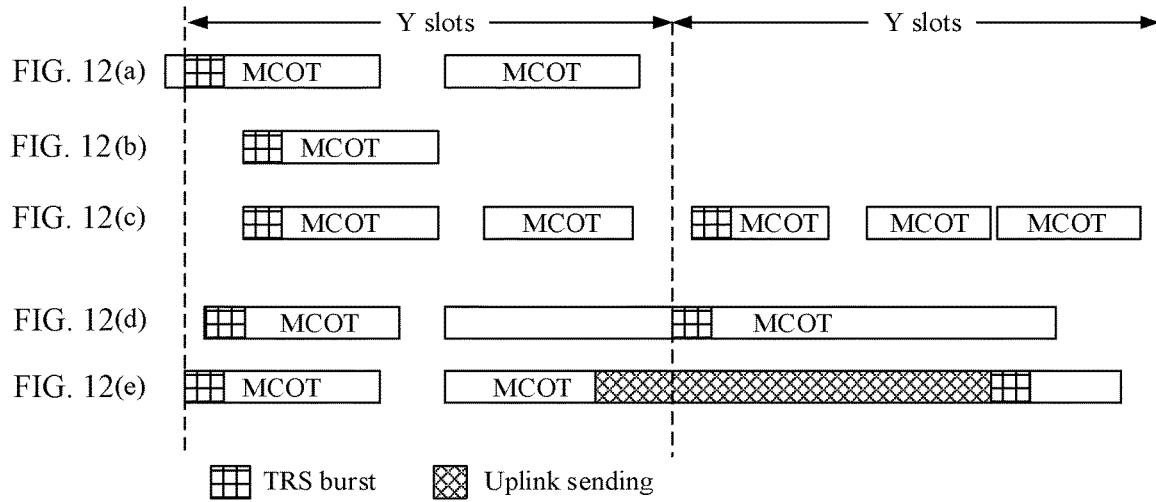 Y slots Y slots
FIG. 12(a) MCOT MCOT
FIG. 12(b) MCOT
FIG. 12(c) MCOT MCOT MCOT MCOT MCOT
FIG. 12(d) MCOT MCOT
FIG. 12(e) MCOT MCOT
TRS burst Uplink sending